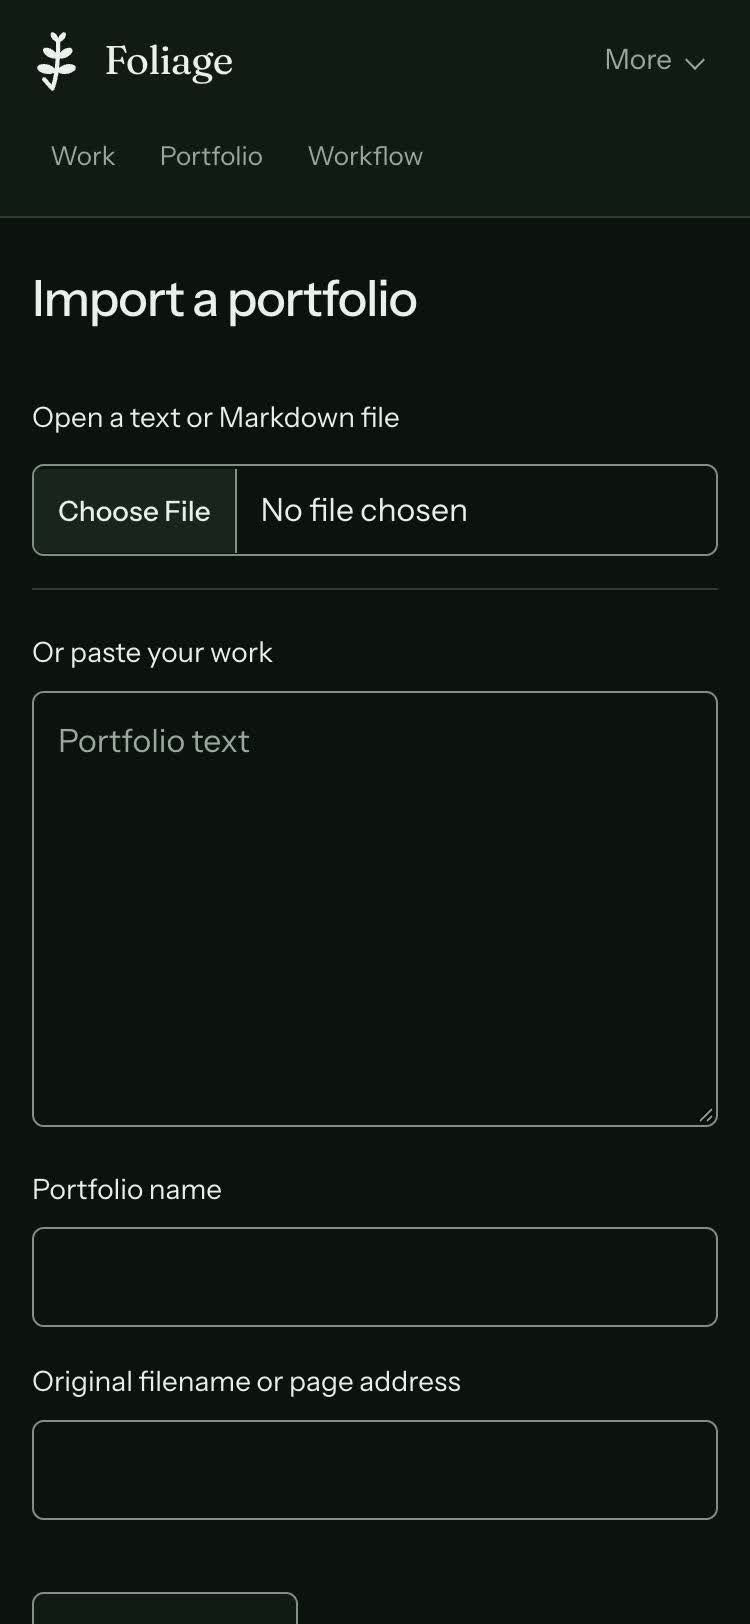 Foliage
More
Work Portfolio Workflow
Import a portfolio
Open a text or Markdown file
Choose File No file chosen
Or paste your work
Portfolio text
Portfolio name
Original filename or page address